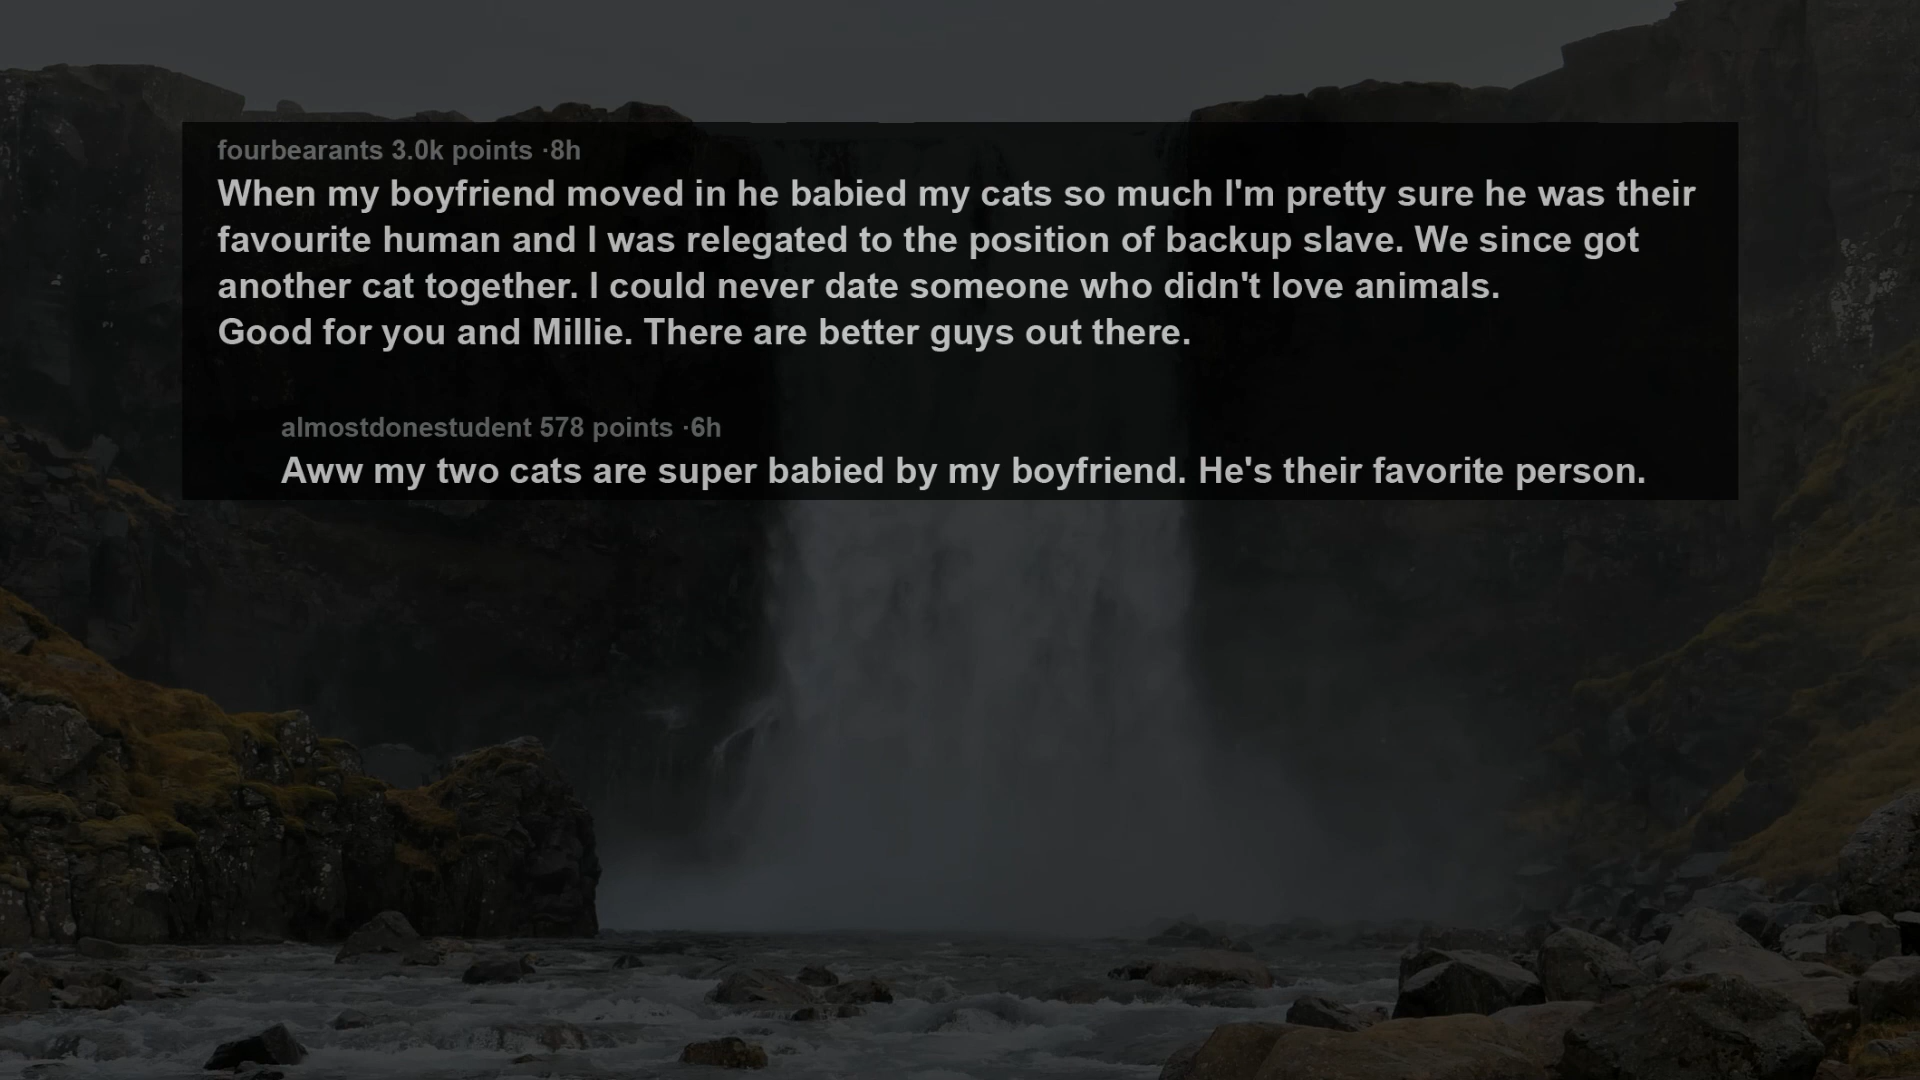 fourbearants 3.0k points ·8h
When my boyfriend moved in he babied my cats so much I'm pretty sure he was their
favourite human and I was relegated to the position of backup slave. We since got
another cat together. I could never date someone who didn't love animals.
Good for you and Millie. There are better guys out there.
almostdonestudent 578 points ·6h
Aww my two cats are super babied by my boyfriend. He's their favorite person.